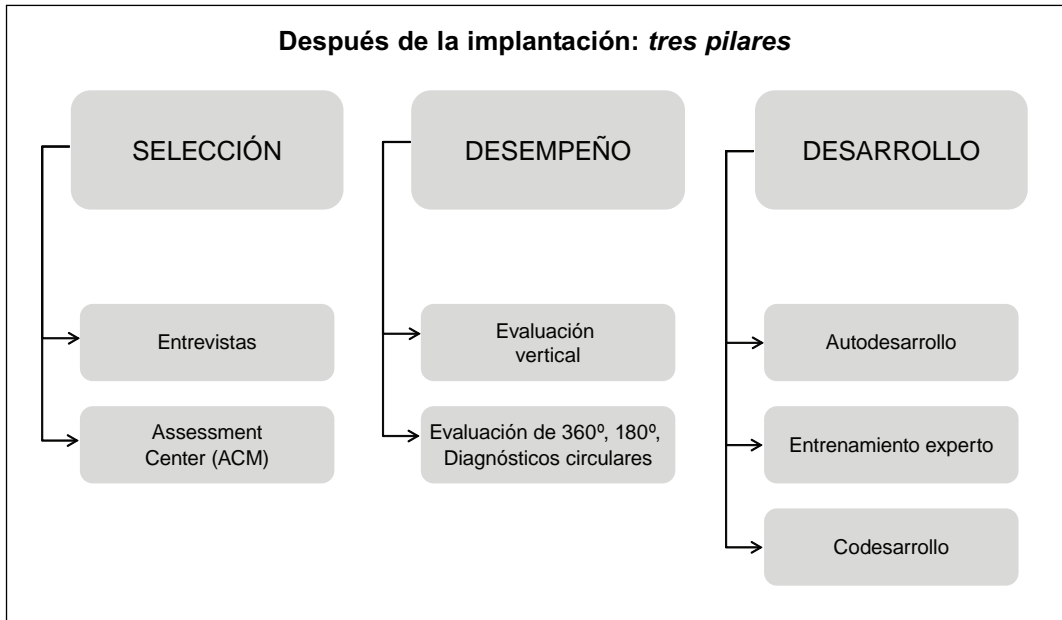 Después de la implantación: tres pilares
SELECCIÓN
Entrevistas
Assessment
Center (ACM)
DESEMPEÑO
Evaluación
vertical
Evaluación de 360º, 180º,
Diagnósticos circulares
DESARROLLO
Autodesarrollo
Entrenamiento experto
Codesarrollo